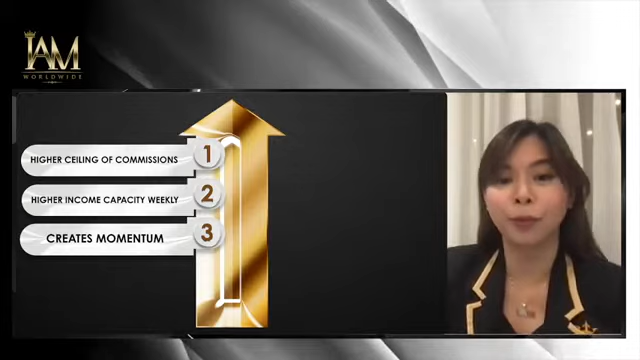 IAM
WORLDWIDE
HIGHER CEILING OF COMMISSIONS 1
HIGHER INCOME CAPACITY WEEKLY 2
CREATES MOMENTUM 3